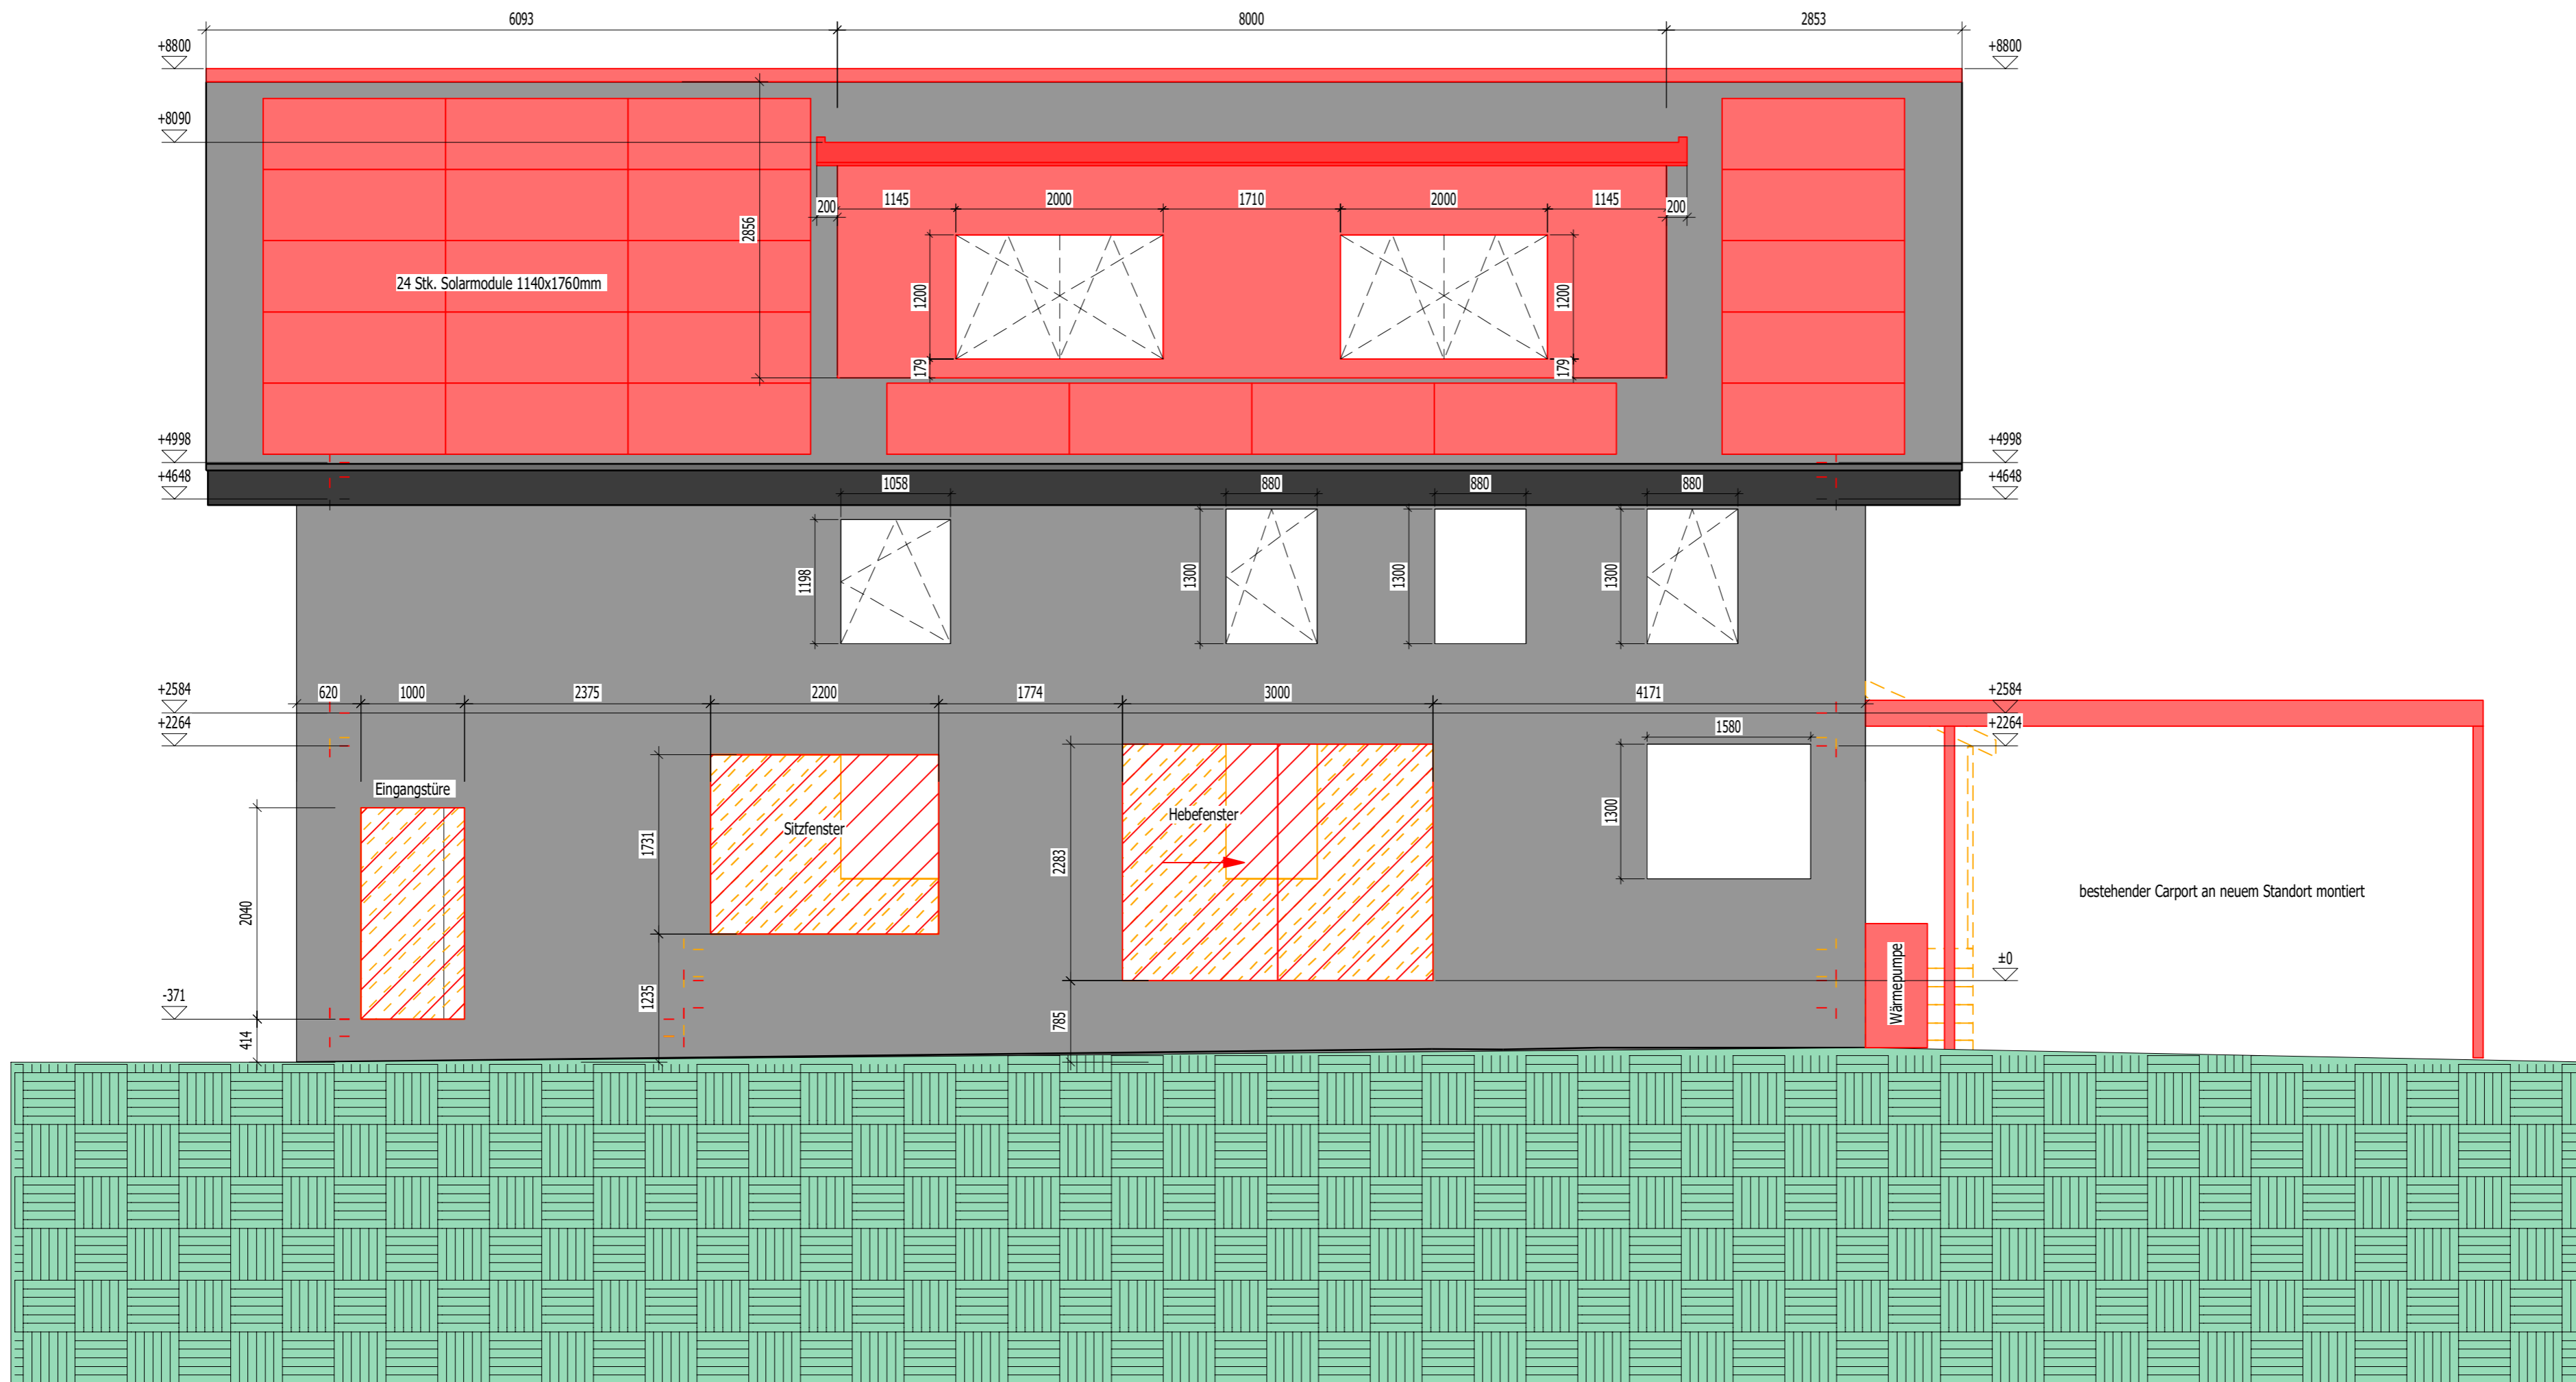 6093 8000 2853
+8800 +8800
+8090
200 1145 2000 1710 2000 1145 200
2856
24 Stk. Solarmodule 1140x1760mm
1200 1200
179 179
+4998 +4998
+4648 +4648
1058 880 880 880
1198 1300 1300 1300
+2584 620 1000 2375 2200 1774 3000 4171 +2584
+2264 1580 +2264
Eingangstüre
Sitzfenster
Hebefenster
1731 2283 1300
2040
bestehender Carport an neuem Standort montiert
Wärmepumpe
±0
-371
1235 785
414